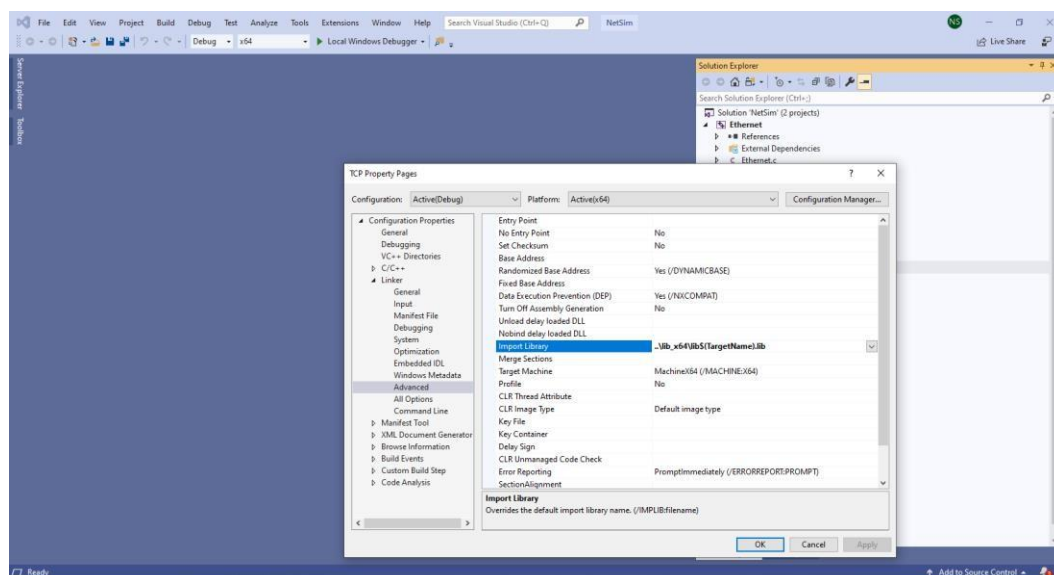 File Edit View Project Build Debug Test Analyze Tools Extensions Window Help Search Visual Studio (Ctrl+Q) NetSim NS
Debug x64 Local Windows Debugger Live Share
Server Explorer
Toolbox
Solution Explorer
Search Solution Explorer (Ctrl+;)
Solution 'NetSim' (2 projects)
Ethernet
References
External Dependencies
Ethernet.c
TCP Property Pages ? ×
Configuration: Active(Debug) Platform: Active(x64) Configuration Manager...
Configuration Properties
General
Debugging
VC++ Directories
C/C++
Linker
General
Input
Manifest File
Debugging
System
Optimization
Embedded IDL
Windows Metadata
Advanced
All Options
Command Line
Manifest Tool
XML Document Generator
Browse Information
Build Events
Custom Build Step
Code Analysis
Entry Point
No Entry Point No
Set Checksum No
Base Address
Randomized Base Address Yes (/DYNAMICBASE)
Fixed Base Address
Data Execution Prevention (DEP) Yes (/NXCOMPAT)
Turn Off Assembly Generation No
Unload delay loaded DLL
Nobind delay loaded DLL
Import Library ..\lib_x64\lib$(TargetName).lib
Merge Sections
Target Machine MachineX64 (/MACHINE:X64)
Profile No
CLR Thread Attribute
CLR Image Type Default image type
Key File
Key Container
Delay Sign
CLR Unmanaged Code Check
Error Reporting PromptImmediately (/ERRORREPORT:PROMPT)
SectionAlignment
Import Library
Overrides the default import library name. (/IMPLIB:filename)
OK Cancel Apply
Ready Add to Source Control